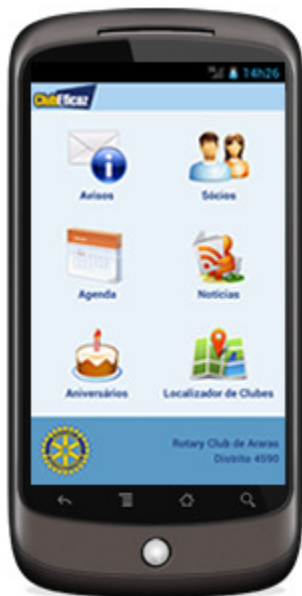 14h26
ClubEficaz
Avisos
Sócios
Agenda
Notícias
Aniversários
Localizador de Clubes
Rotary Club de Araras
Distrito 4590